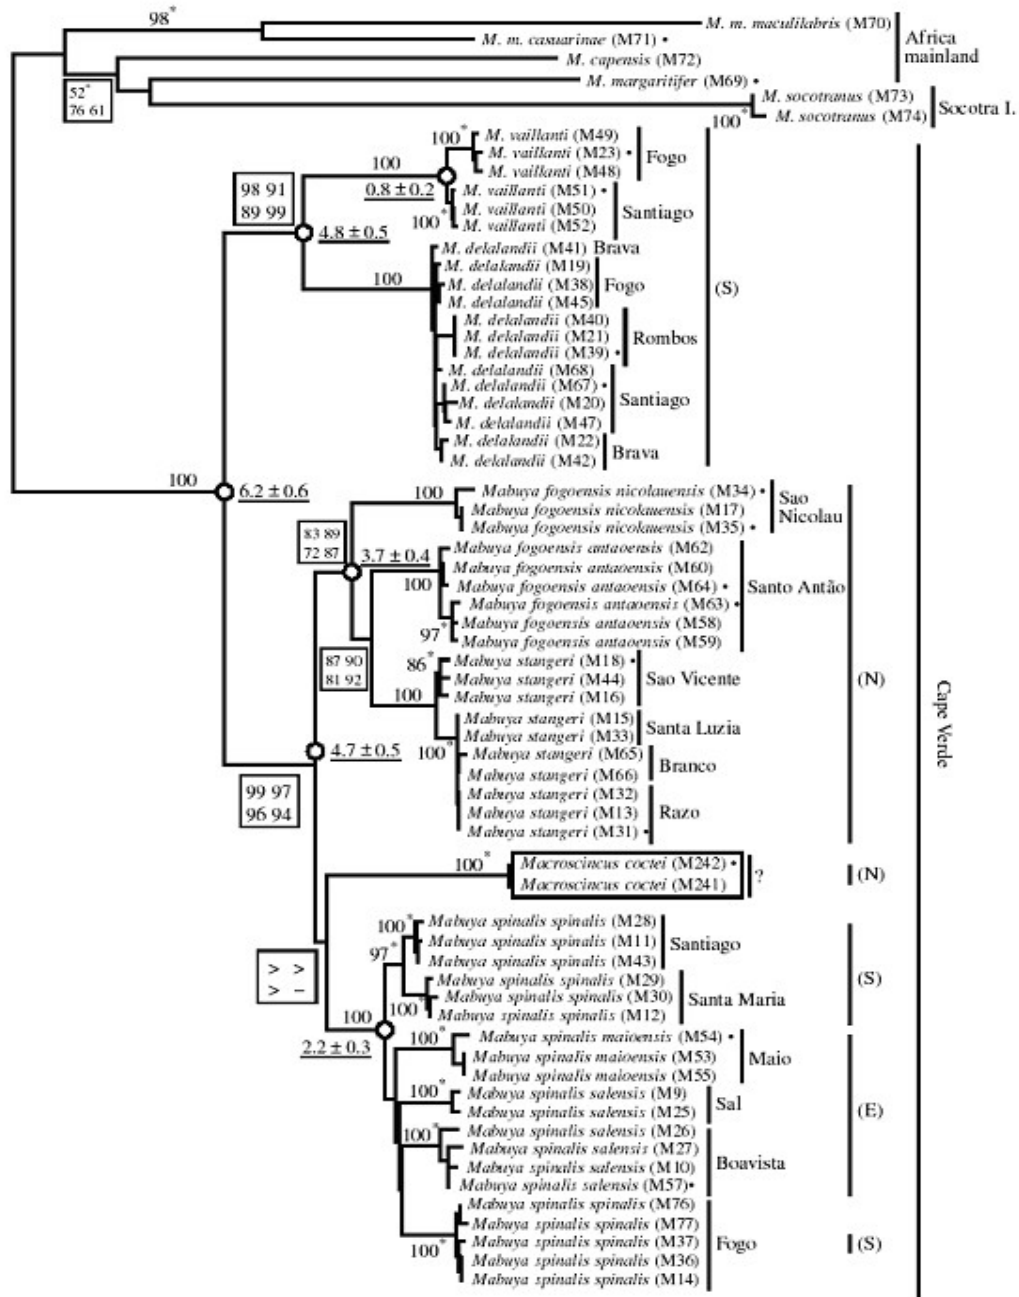 98*
M. m. maculilabris (M70)
M. m. casuarinae (M71) •
Africa
mainland
M. capensis (M72)
M. margaritifer (M69) •
52*
76 61
M. socotranus (M73)
M. socotranus (M74)
Socotra I.
100*
100*
M. vaillanti (M49)
M. vaillanti (M23) •
M. vaillanti (M48)
Fogo
100
0.8 ± 0.2
M. vaillanti (M51) •
M. vaillanti (M50)
M. vaillanti (M52)
Santiago
100*
98 91
89 99
4.8 ± 0.5
M. delalandii (M41) Brava
M. delalandii (M19)
M. delalandii (M38)
M. delalandii (M45)
Fogo
100
(S)
M. delalandii (M40)
M. delalandii (M21)
M. delalandii (M39) •
Rombos
M. delalandii (M68)
M. delalandii (M67) •
M. delalandii (M20)
M. delalandii (M47)
Santiago
M. delalandii (M22)
M. delalandii (M42)
Brava
100
6.2 ± 0.6
100
Mabuya fogoensis nicolauensis (M34) •
Mabuya fogoensis nicolauensis (M17)
Mabuya fogoensis nicolauensis (M35) •
Sao
Nicolau
83 89
72 87
3.7 ± 0.4
Mabuya fogoensis antaoensis (M62)
Mabuya fogoensis antaoensis (M60)
Mabuya fogoensis antaoensis (M64) •
Mabuya fogoensis antaoensis (M63) •
Mabuya fogoensis antaoensis (M58)
Mabuya fogoensis antaoensis (M59)
Santo Antão
100
97*
87 90
81 92
86*
Mabuya stangeri (M18) •
Mabuya stangeri (M44)
Mabuya stangeri (M16)
Sao Vicente
(N)
100
Mabuya stangeri (M15)
Mabuya stangeri (M33)
Santa Luzia
100*
Mabuya stangeri (M65)
Mabuya stangeri (M66)
Branco
Mabuya stangeri (M32)
Mabuya stangeri (M13)
Mabuya stangeri (M31) •
Razo
Cape Verde
4.7 ± 0.5
99 97
96 94
100*
Macroscincus coctei (M242) •
Macroscincus coctei (M241)
?
(N)
> >
> –
100*
Mabuya spinalis spinalis (M28)
Mabuya spinalis spinalis (M11)
Mabuya spinalis spinalis (M43)
Santiago
97*
Mabuya spinalis spinalis (M29)
Mabuya spinalis spinalis (M30)
Mabuya spinalis spinalis (M12)
Santa Maria
100*
(S)
100
2.2 ± 0.3
100*
Mabuya spinalis maioensis (M54) •
Mabuya spinalis maioensis (M53)
Mabuya spinalis maioensis (M55)
Maio
100*
Mabuya spinalis salensis (M9)
Mabuya spinalis salensis (M25)
Sal
(E)
100*
Mabuya spinalis salensis (M26)
Mabuya spinalis salensis (M27)
Mabuya spinalis salensis (M10)
Mabuya spinalis salensis (M57) •
Boavista
Mabuya spinalis spinalis (M76)
Mabuya spinalis spinalis (M77)
Mabuya spinalis spinalis (M37)
Mabuya spinalis spinalis (M36)
Mabuya spinalis spinalis (M14)
Fogo
100*
(S)